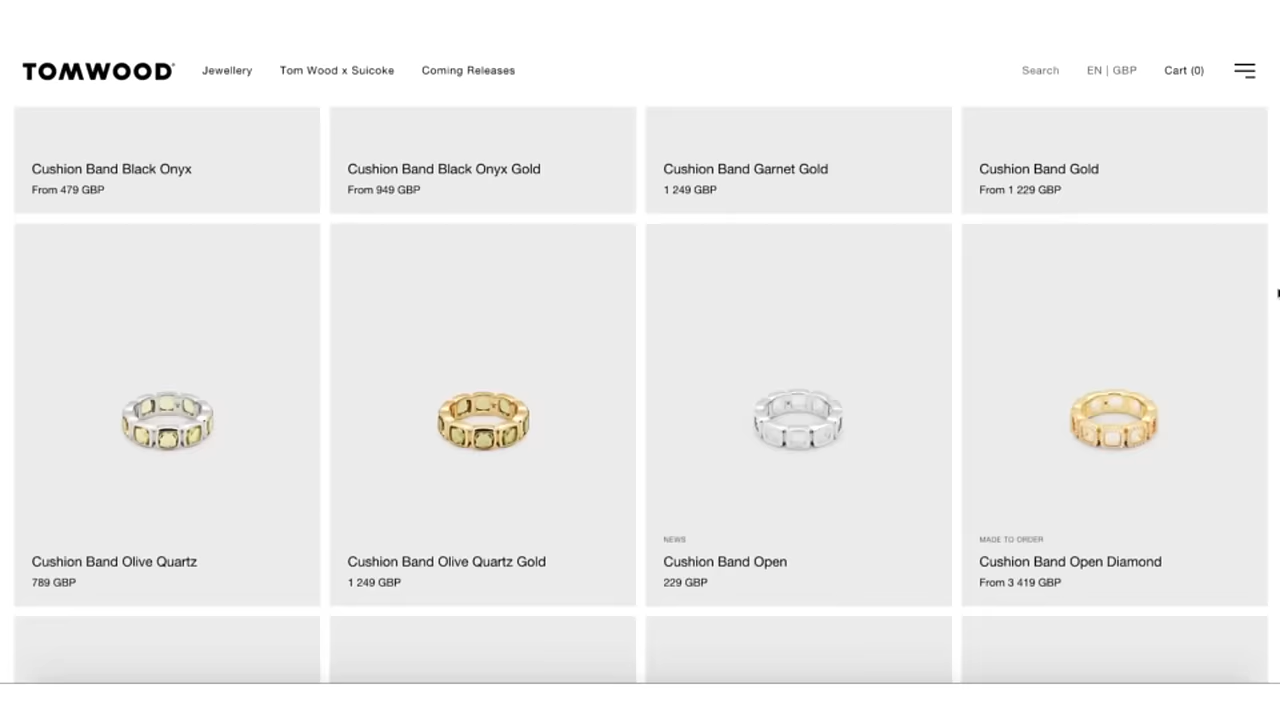 TOMWOOD®
Jewellery
Tom Wood x Suicoke
Coming Releases
Search
EN | GBP
Cart (0)
Cushion Band Black Onyx
From 479 GBP
Cushion Band Black Onyx Gold
From 949 GBP
Cushion Band Garnet Gold
1 249 GBP
Cushion Band Gold
From 1 229 GBP
Cushion Band Olive Quartz
789 GBP
Cushion Band Olive Quartz Gold
1 249 GBP
NEWS
Cushion Band Open
229 GBP
MADE TO ORDER
Cushion Band Open Diamond
From 3 419 GBP